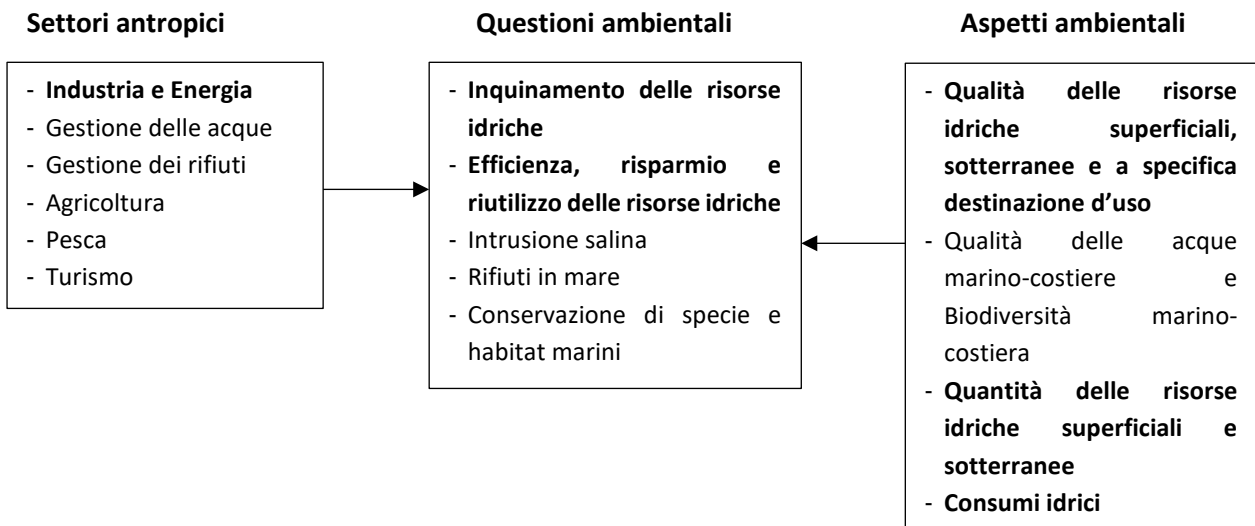 Settori antropici
- Industria e Energia
- Gestione delle acque
- Gestione dei rifiuti
- Agricoltura
- Pesca
- Turismo
Questioni ambientali
- Inquinamento delle risorse
idriche
- Efficienza, risparmio e
riutilizzo delle risorse idriche
- Intrusione salina
- Rifiuti in mare
- Conservazione di specie e
habitat marini
Aspetti ambientali
- Qualità delle risorse
idriche superficiali,
sotterranee e a specifica
destinazione d’uso
- Qualità delle acque
marino-costiere e
Biodiversità marino-
costiera
- Quantità delle risorse
idriche superficiali e
sotterranee
- Consumi idrici